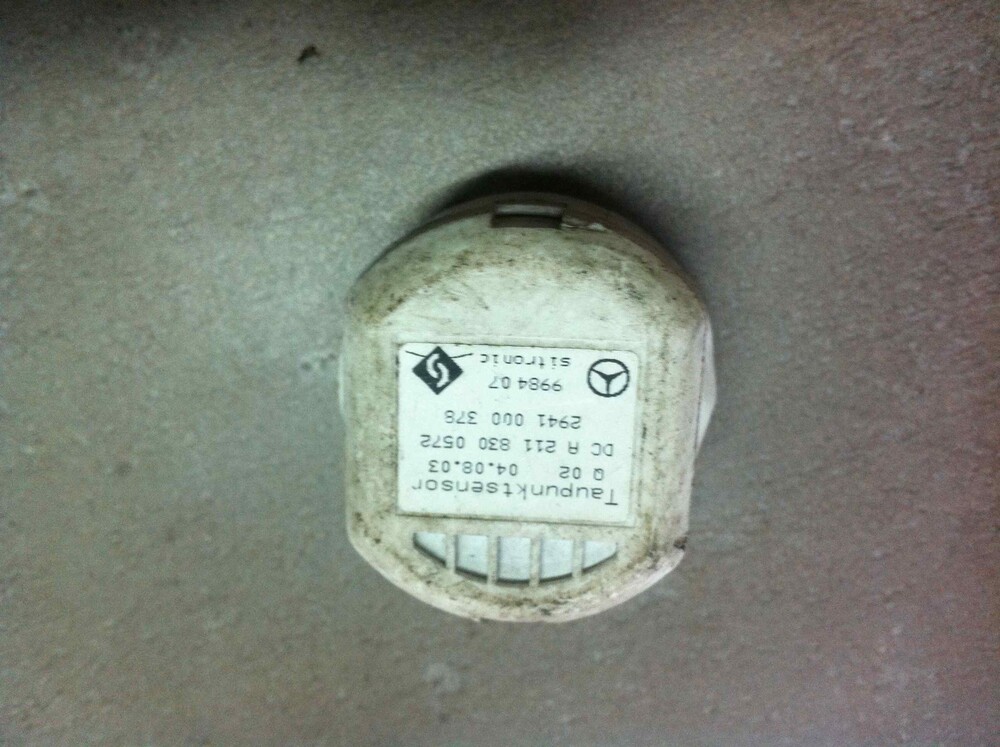 Taupunktsensor
Q 02 04.08.03
DC A 211 830 0572
2941 000 378
9984 07
sitronic